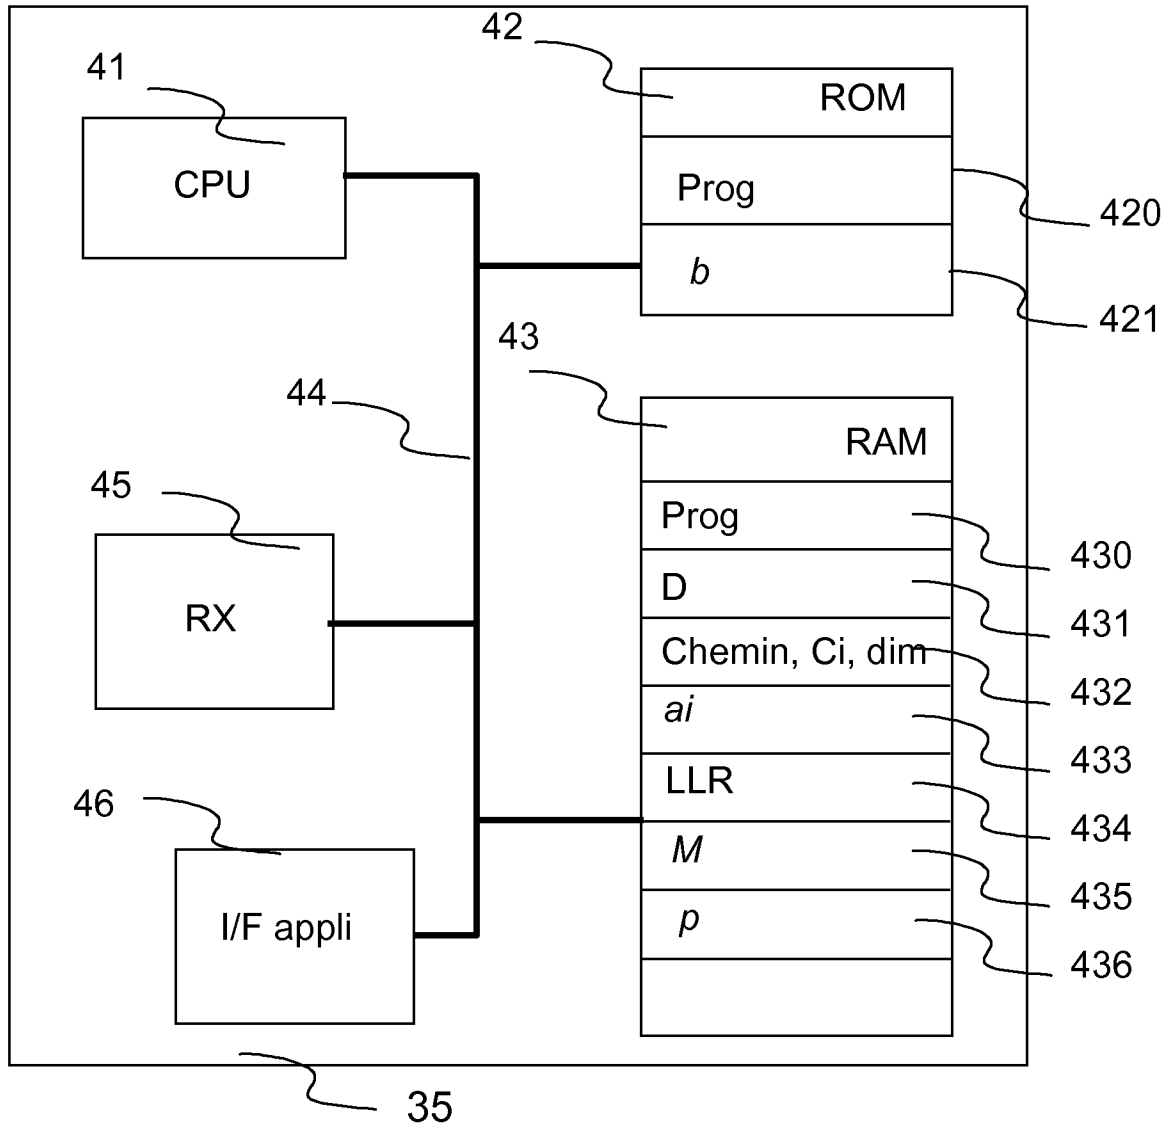 42
41
ROM
CPU
Prog
420
b
421
43
44
RAM
45
Prog
430
D
431
RX
Chemin, Ci, dim
432
ai
433
46
LLR
434
M
435
I/F appli
p
436
35